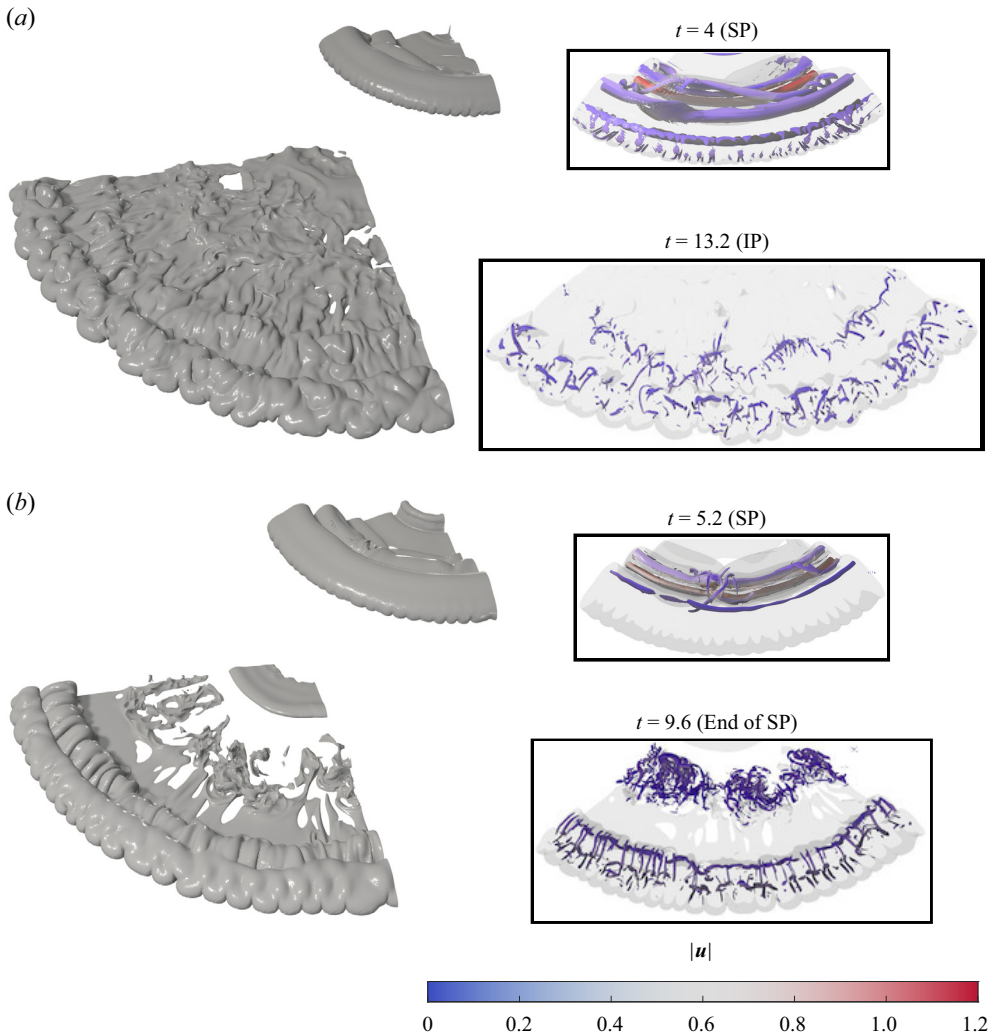 (a)
t = 4 (SP)
t = 13.2 (IP)
(b)
t = 5.2 (SP)
t = 9.6 (End of SP)
|u|
0 0.2 0.4 0.6 0.8 1.0 1.2